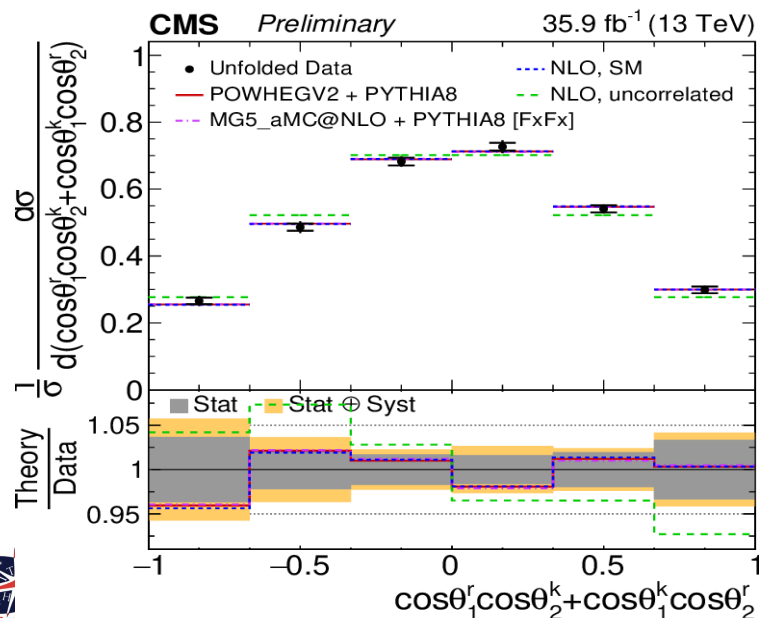 CMS Preliminary 35.9 fb⁻¹ (13 TeV)
Unfolded Data
POWHEGV2 + PYTHIA8
MG5_aMC@NLO + PYTHIA8 [FxFx]
NLO, SM
NLO, uncorrelated
1
0.8
0.6
0.4
0.2
0
1/σ dσ/d(cosθ₁ʳcosθ₂ᵏ+cosθ₁ᵏcosθ₂ʳ)
Stat
Stat ⊕ Syst
1.05
1
0.95
Theory
Data
−1 −0.5 0 0.5 1
cosθ₁ʳcosθ₂ᵏ+cosθ₁ᵏcosθ₂ʳ